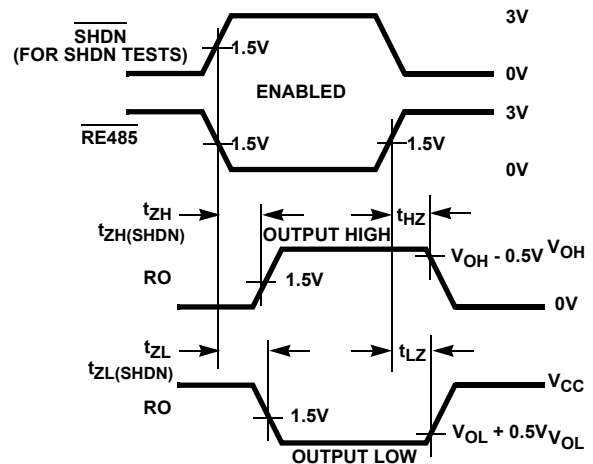 SHDN
(FOR SHDN TESTS)
1.5V
3V
0V
ENABLED
RE485
1.5V
1.5V
3V
0V
tZH
tZH(SHDN)
OUTPUT HIGH
tHZ
RO
1.5V
VOH - 0.5V
VOH
0V
tZL
tZL(SHDN)
tLZ
RO
1.5V
VCC
VOL + 0.5V
VOL
OUTPUT LOW